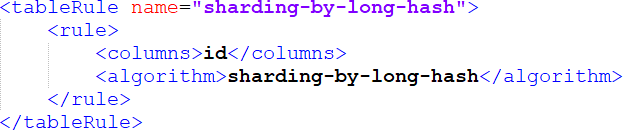 <tableRule name="sharding-by-long-hash">
<rule>
<columns>id</columns>
<algorithm>sharding-by-long-hash</algorithm>
</rule>
</tableRule>